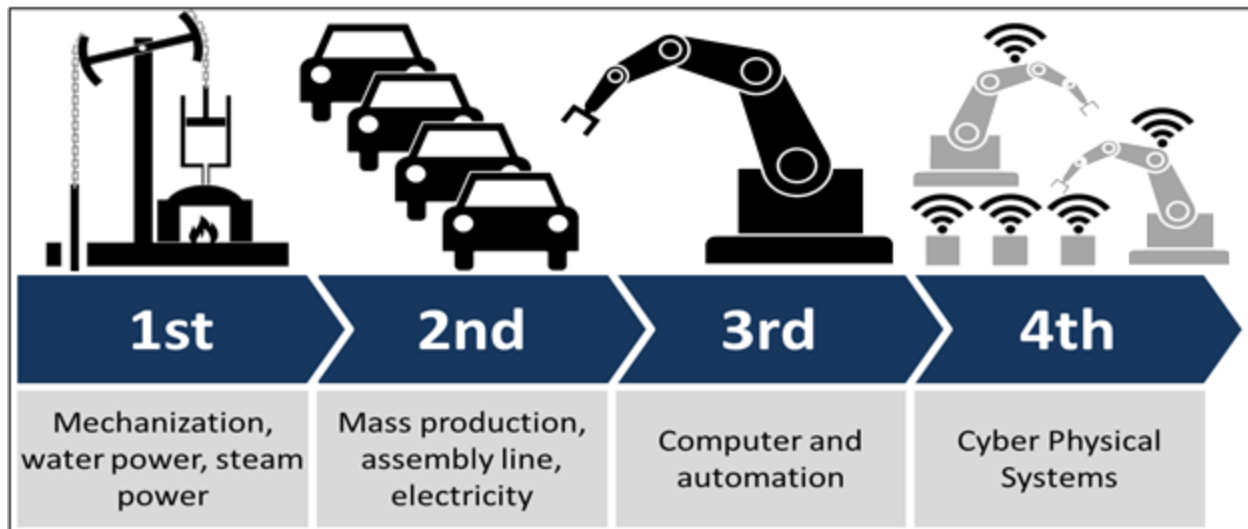 1st
2nd
3rd
4th
Mechanization,
water power, steam
power
Mass production,
assembly line,
electricity
Computer and
automation
Cyber Physical
Systems